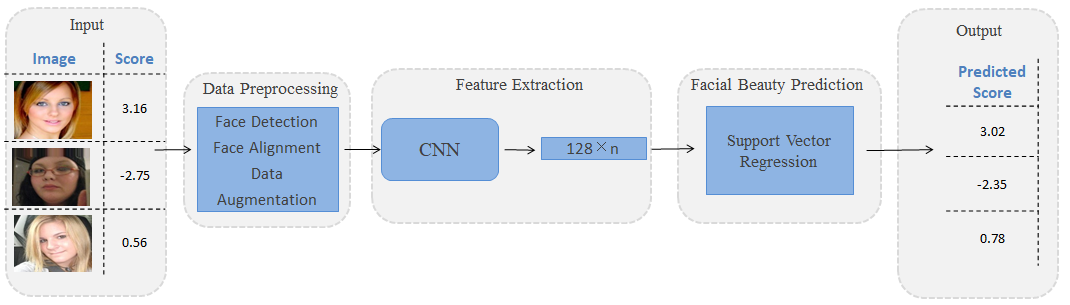 Input
Image Score
3.16
-2.75
0.56
Data Preprocessing
Face Detection
Face Alignment
Data
Augmentation
Feature Extraction
CNN
128×n
Facial Beauty Prediction
Support Vector
Regression
Output
Predicted
Score
3.02
-2.35
0.78